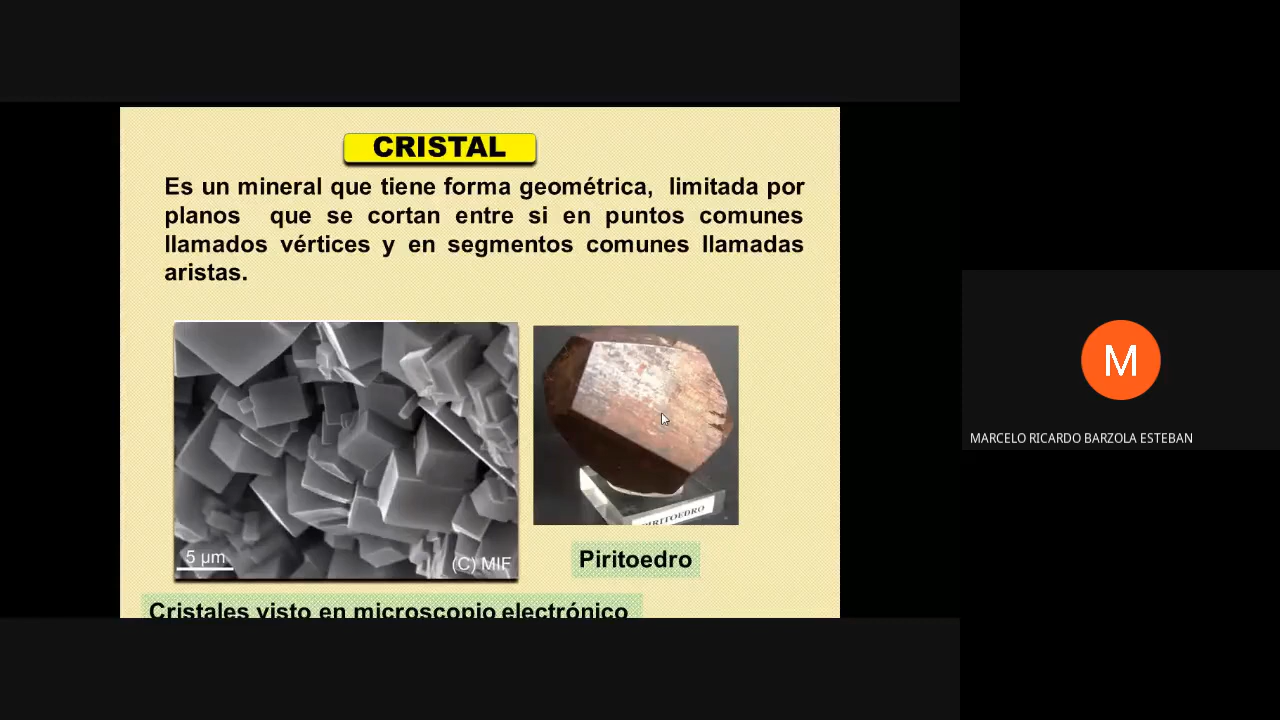 CRISTAL
Es un mineral que tiene forma geométrica, limitada por
planos que se cortan entre si en puntos comunes
llamados vértices y en segmentos comunes llamadas
aristas.
5 µm
(C) MIF
PIRITOEDRO
Piritoedro
Cristales visto en microscopio electrónico
M
MARCELO RICARDO BARZOLA ESTEBAN